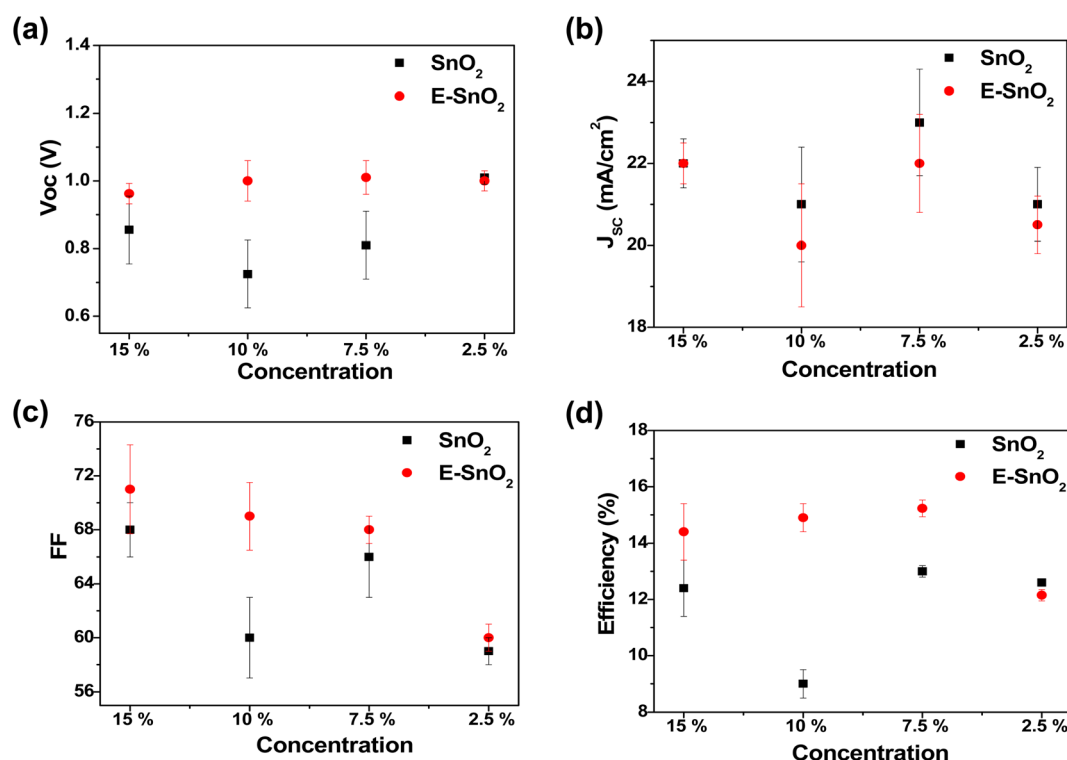 (a)
1.4
1.2
1.0
0.8
0.6
Voc (V)
SnO₂
E-SnO₂
15 %
10 %
7.5 %
2.5 %
Concentration
(b)
24
22
20
18
J_SC (mA/cm²)
SnO₂
E-SnO₂
15 %
10 %
7.5 %
2.5 %
Concentration
(c)
76
72
68
64
60
56
FF
SnO₂
E-SnO₂
15 %
10 %
7.5 %
2.5 %
Concentration
(d)
18
16
14
12
10
8
Efficiency (%)
SnO₂
E-SnO₂
15 %
10 %
7.5 %
2.5 %
Concentration